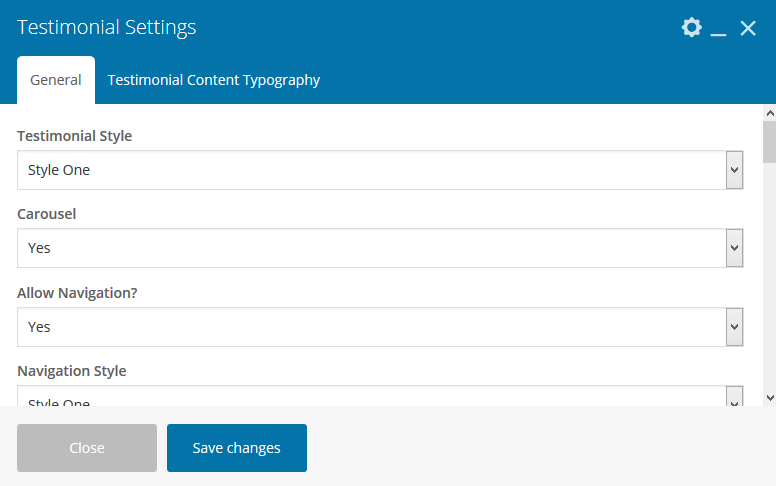 Testimonial Settings
General
Testimonial Content Typography
Testimonial Style
Style One
Carousel
Yes
Allow Navigation?
Yes
Navigation Style
Style One
Close
Save changes